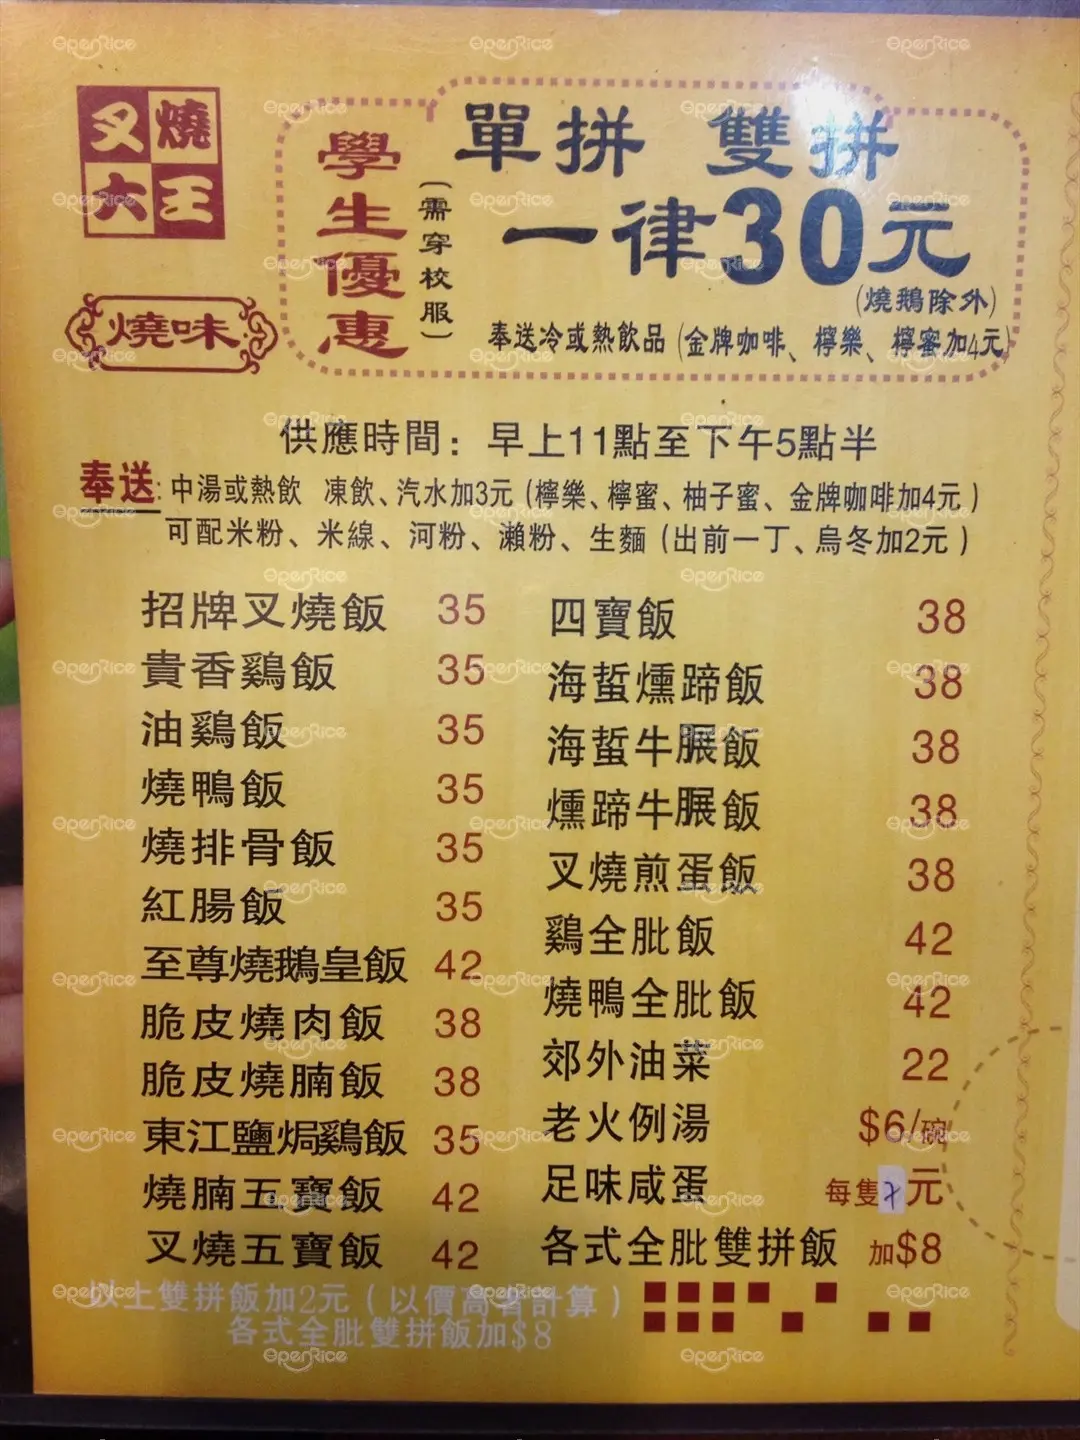 叉燒
大王
燒味
學生優惠
(需穿校服)
單拼 雙拼
一律30元
(燒鵝除外)
奉送冷或熱飲品 (金牌咖啡、檸樂、檸蜜加4元)
供應時間：早上11點至下午5點半
奉送:中湯或熱飲 凍飲、汽水加3元 (檸樂、檸蜜、柚子蜜、金牌咖啡加4元)
可配米粉、米線、河粉、瀨粉、生麵 (出前一丁、烏冬加2元)
招牌叉燒飯 35
貴香鷄飯 35
油鷄飯 35
燒鴨飯 35
燒排骨飯 35
紅腸飯 35
至尊燒鵝皇飯 42
脆皮燒肉飯 38
脆皮燒腩飯 38
東江鹽焗鷄飯 35
燒腩五寶飯 42
叉燒五寶飯 42
四寶飯 38
海蜇燻蹄飯 38
海蜇牛𦟌飯 38
燻蹄牛𦟌飯 38
叉燒煎蛋飯 38
鷄全肶飯 42
燒鴨全肶飯 42
郊外油菜 22
老火例湯 $6/碗
足味咸蛋 每隻 元
各式全肶雙拼飯 加$8
以上雙拼飯加2元 (以價高者計算)
各式全肶雙拼飯加$8